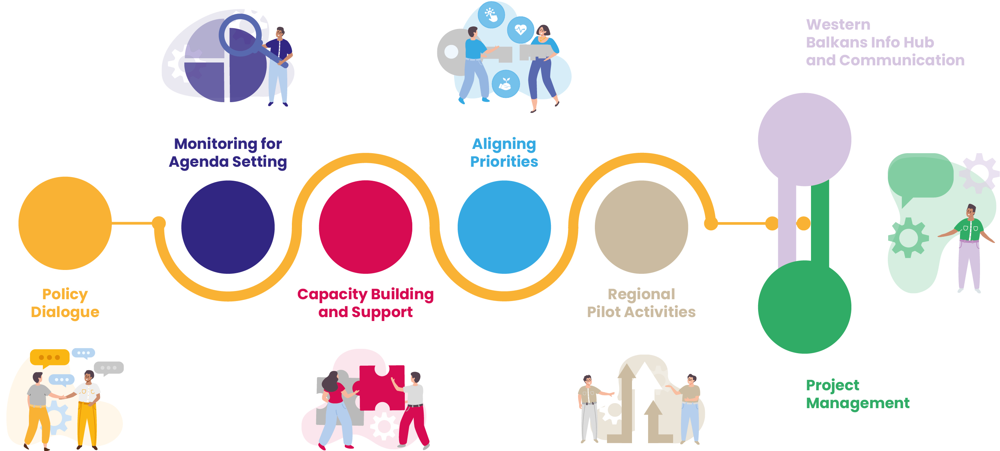 Policy
Dialogue
Monitoring for
Agenda Setting
Capacity Building
and Support
Aligning
Priorities
Regional
Pilot Activities
Western
Balkans Info Hub
and Communication
Project
Management